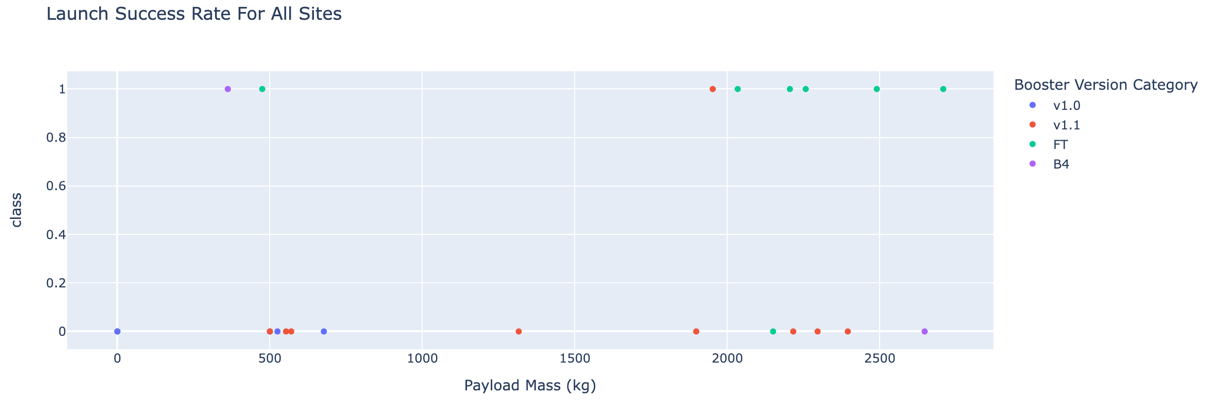 Launch Success Rate For All Sites
Booster Version Category
v1.0
v1.1
FT
B4
class
1
0.8
0.6
0.4
0.2
0
0 500 1000 1500 2000 2500
Payload Mass (kg)